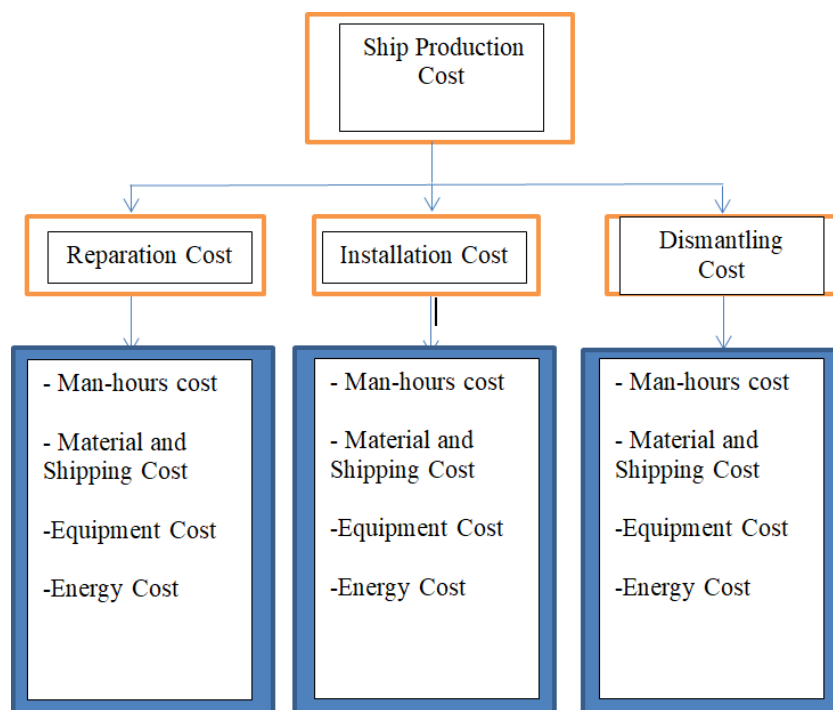 Ship Production
Cost
Reparation Cost
Installation Cost
Dismantling
Cost
- Man-hours cost
- Material and
Shipping Cost
-Equipment Cost
-Energy Cost
- Man-hours cost
- Material and
Shipping Cost
-Equipment Cost
-Energy Cost
- Man-hours cost
- Material and
Shipping Cost
-Equipment Cost
-Energy Cost